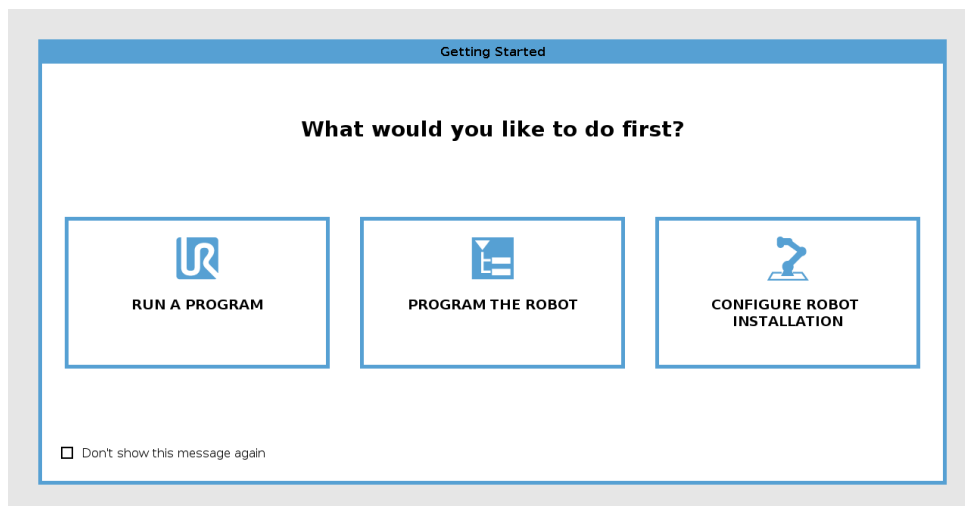 Getting Started
What would you like to do first?
UR
RUN A PROGRAM
PROGRAM THE ROBOT
CONFIGURE ROBOT
INSTALLATION
Don't show this message again